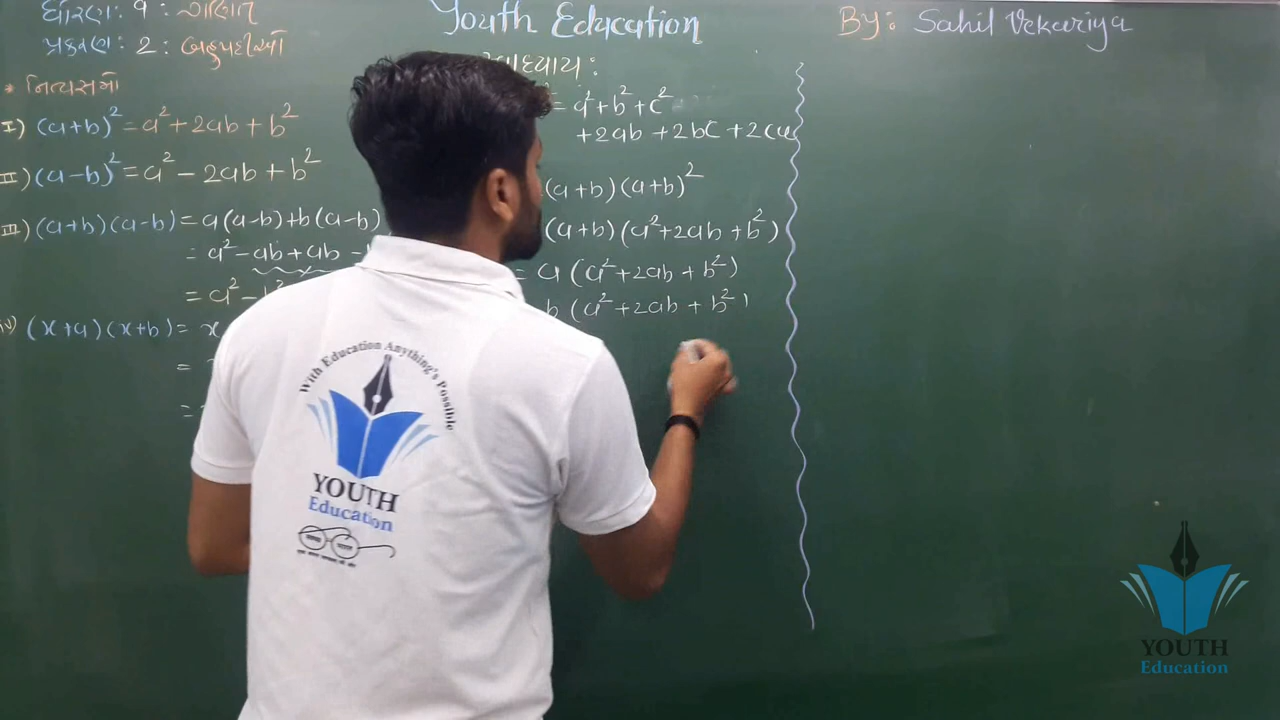 ધોરણ: 9 : ગણિત
પ્રકરણ: 2 : બહુપદીઓ
Youth Education
By: Sahil Vekariya
* નિત્યસમો
I) (a+b)² = a² + 2ab + b²
II) (a-b)² = a² - 2ab + b²
III) (a+b)(a-b) = a(a-b)+b(a-b)
= a² - ab + ab -
= a² - b²
iv) (x+a)(x+b) = x
=
=
= a² + b² + c²
+2ab + 2bc + 2ca
(a+b)(a+b)²
(a+b)(a²+2ab+b²)
= a(a²+2ab+b²)
b(a²+2ab+b²)
With Education Anything's Possible
YOUTH
Education
YOUTH
Education